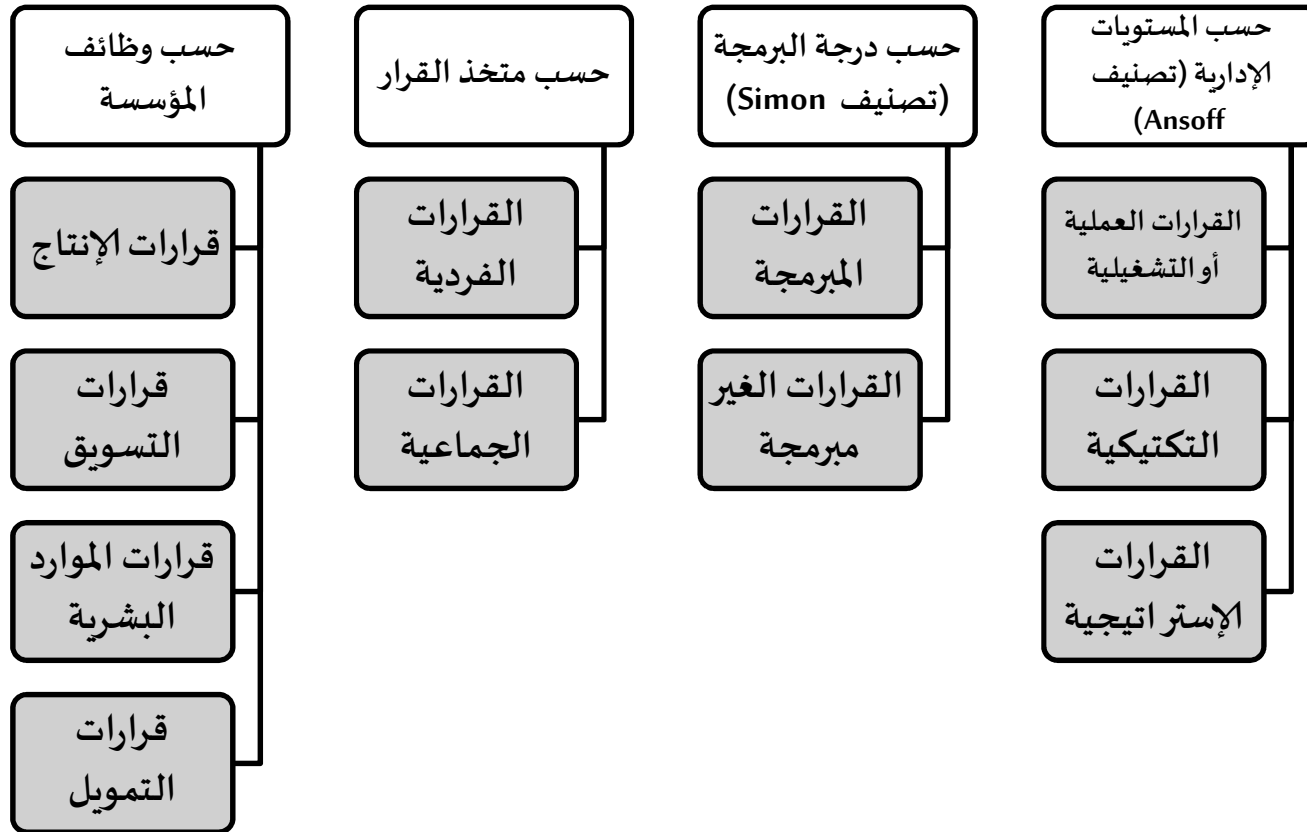 حسب المستويات
الإدارية (تصنيف
Ansoff)
القرارات العملية
أو التشغيلية
القرارات
التكتيكية
القرارات
الإستر اتيجية
حسب درجة البرمجة
(تصنيف Simon)
القرارات
المبرمجة
القرارات الغير
مبرمجة
حسب متخذ القرار
القرارات
الفردية
القرارات
الجماعية
حسب وظائف
المؤسسة
قرارات الإنتاج
قرارات
التسويق
قرارات الموارد
البشرية
قرارات
التمويل